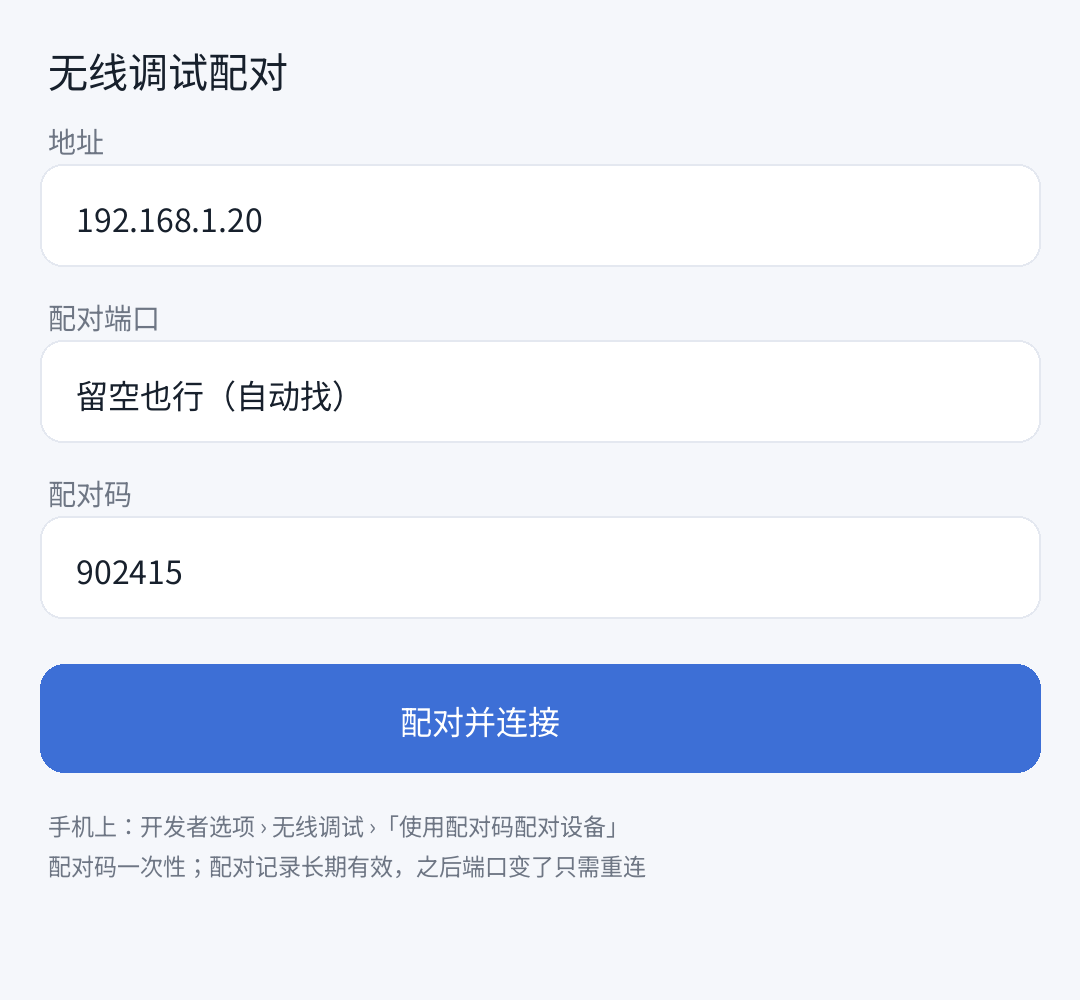 无线调试配对
地址
192.168.1.20
配对端口
留空也行（自动找）
配对码
902415
配对并连接
手机上：开发者选项 › 无线调试 ›「使用配对码配对设备」
配对码一次性；配对记录长期有效，之后端口变了只需重连